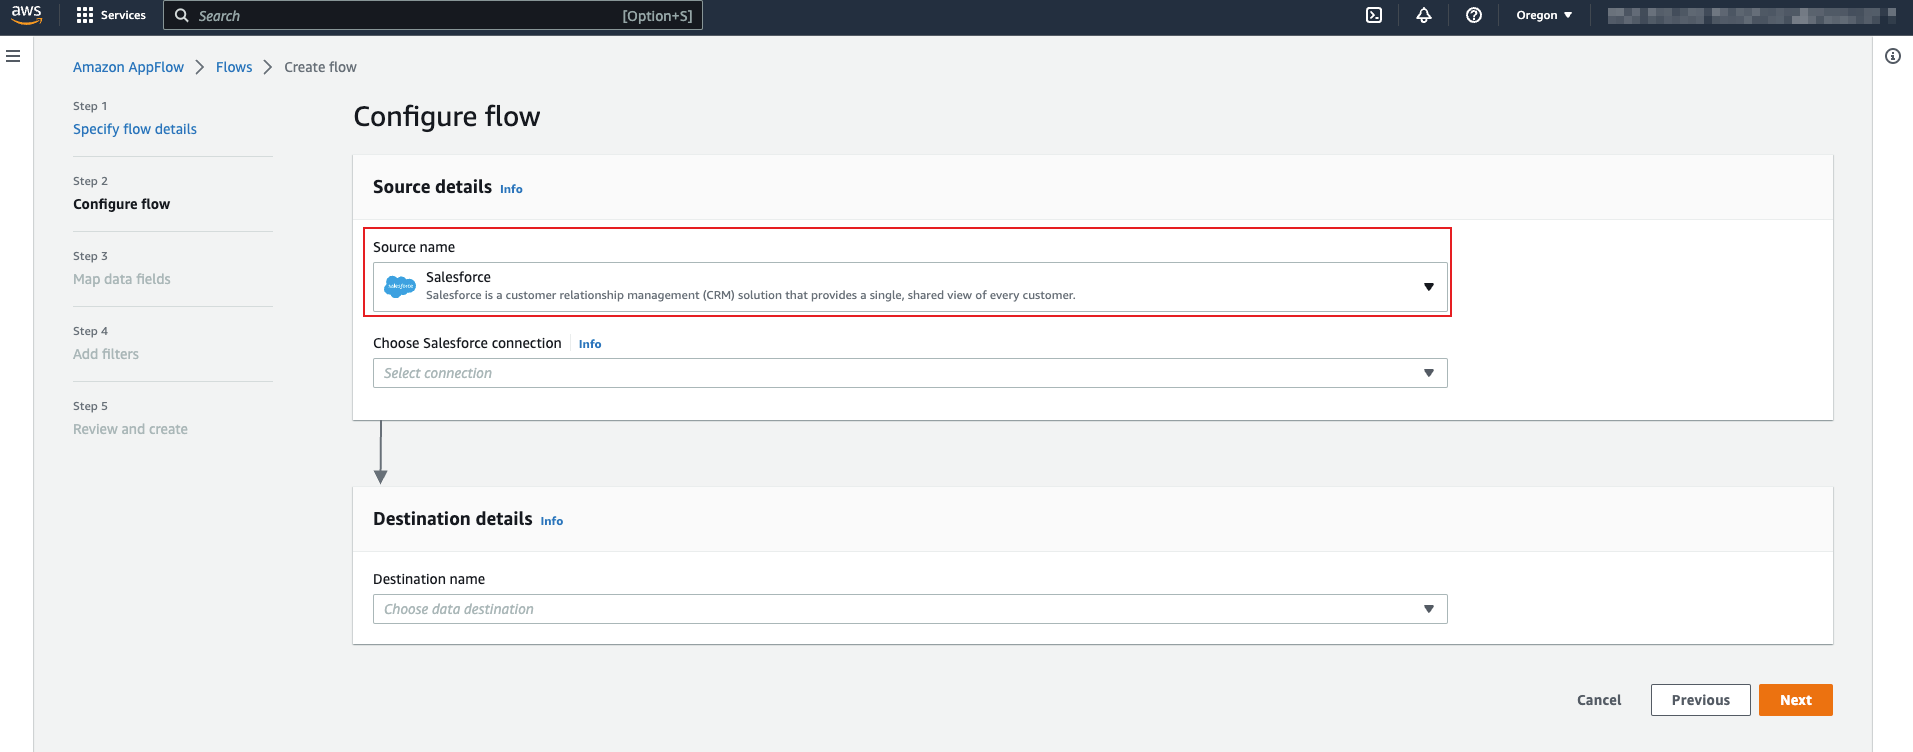 aws
Services
Search [Option+S]
Oregon
Amazon AppFlow > Flows > Create flow
Step 1
Specify flow details
Step 2
Configure flow
Step 3
Map data fields
Step 4
Add filters
Step 5
Review and create
Configure flow
Source details Info
Source name
salesforce
Salesforce
Salesforce is a customer relationship management (CRM) solution that provides a single, shared view of every customer.
Choose Salesforce connection Info
Select connection
Destination details Info
Destination name
Choose data destination
Cancel Previous Next